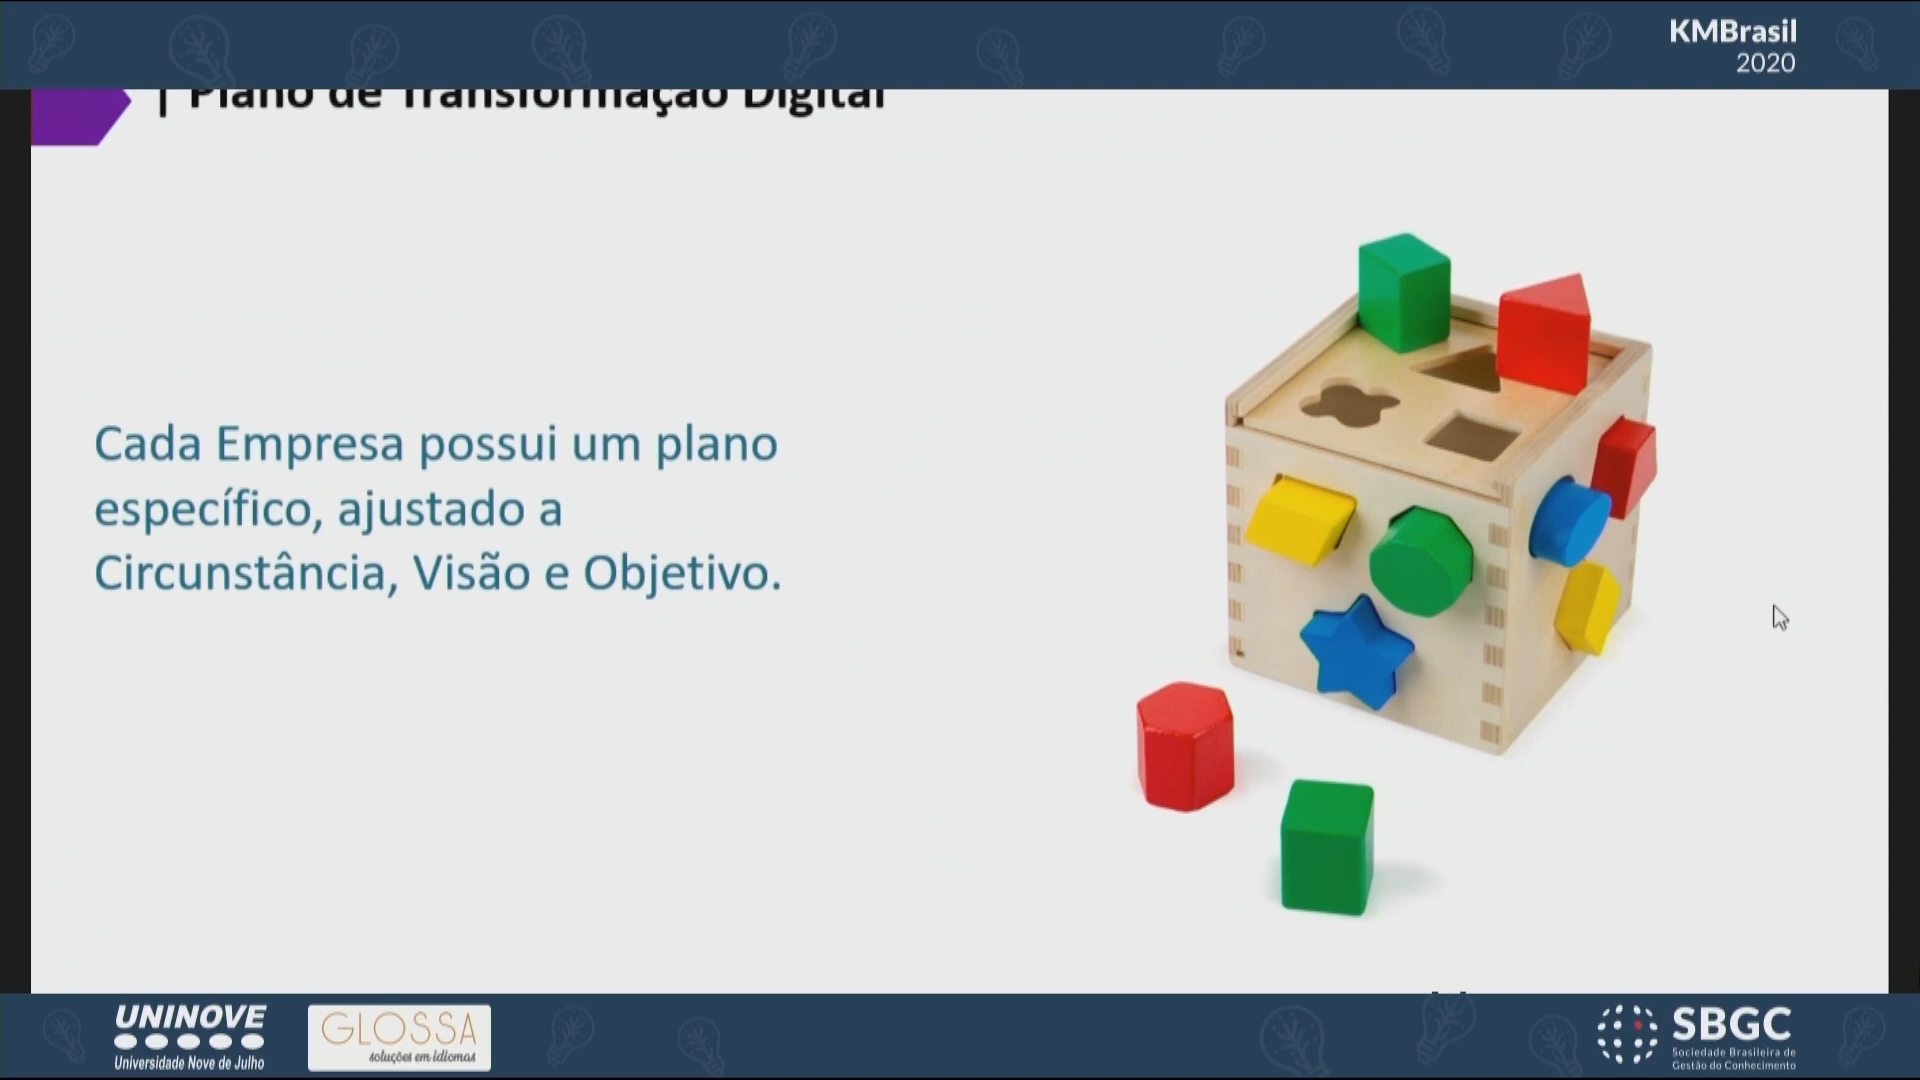 KMBrasil
2020
| Plano de Transformação Digital
Cada Empresa possui um plano
específico, ajustado a
Circunstância, Visão e Objetivo.
UNINOVE
Universidade Nove de Julho
GLOSSA
soluções em idiomas
SBGC
Sociedade Brasileira de
Gestão do Conhecimento